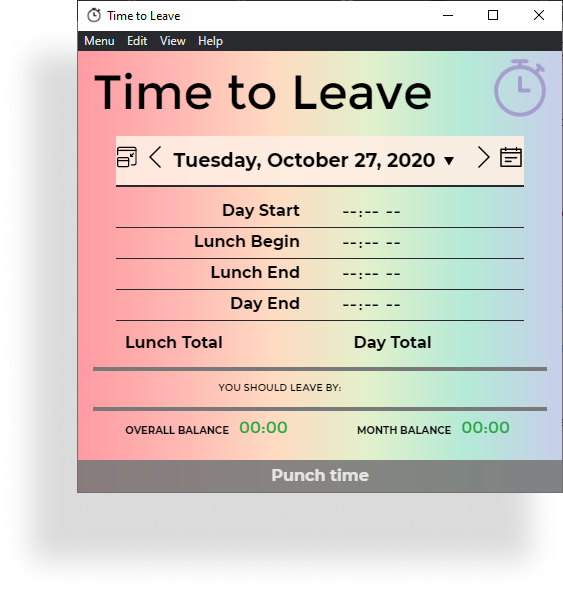 Time to Leave
Menu Edit View Help
Time to Leave
Tuesday, October 27, 2020 ▼
Day Start --:-- --
Lunch Begin --:-- --
Lunch End --:-- --
Day End --:-- --
Lunch Total Day Total
YOU SHOULD LEAVE BY:
OVERALL BALANCE 00:00 MONTH BALANCE 00:00
Punch time